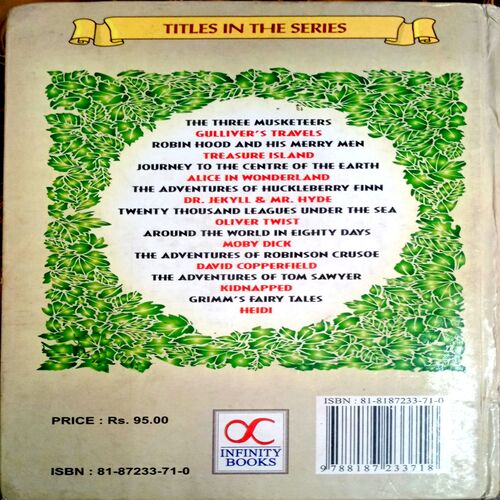 TITLES IN THE SERIES
THE THREE MUSKETEERS
GULLIVER'S TRAVELS
ROBIN HOOD AND HIS MERRY MEN
TREASURE ISLAND
JOURNEY TO THE CENTRE OF THE EARTH
ALICE IN WONDERLAND
THE ADVENTURES OF HUCKLEBERRY FINN
DR. JEKYLL & MR. HYDE
TWENTY THOUSAND LEAGUES UNDER THE SEA
OLIVER TWIST
AROUND THE WORLD IN EIGHTY DAYS
MOBY DICK
THE ADVENTURES OF ROBINSON CRUSOE
DAVID COPPERFIELD
THE ADVENTURES OF TOM SAWYER
KIDNAPPED
GRIMM'S FAIRY TALES
HEIDI
PRICE : Rs. 95.00
ISBN : 81-87233-71-0
INFINITY
BOOKS
ISBN : 81-8187233-71-0
9788187233718